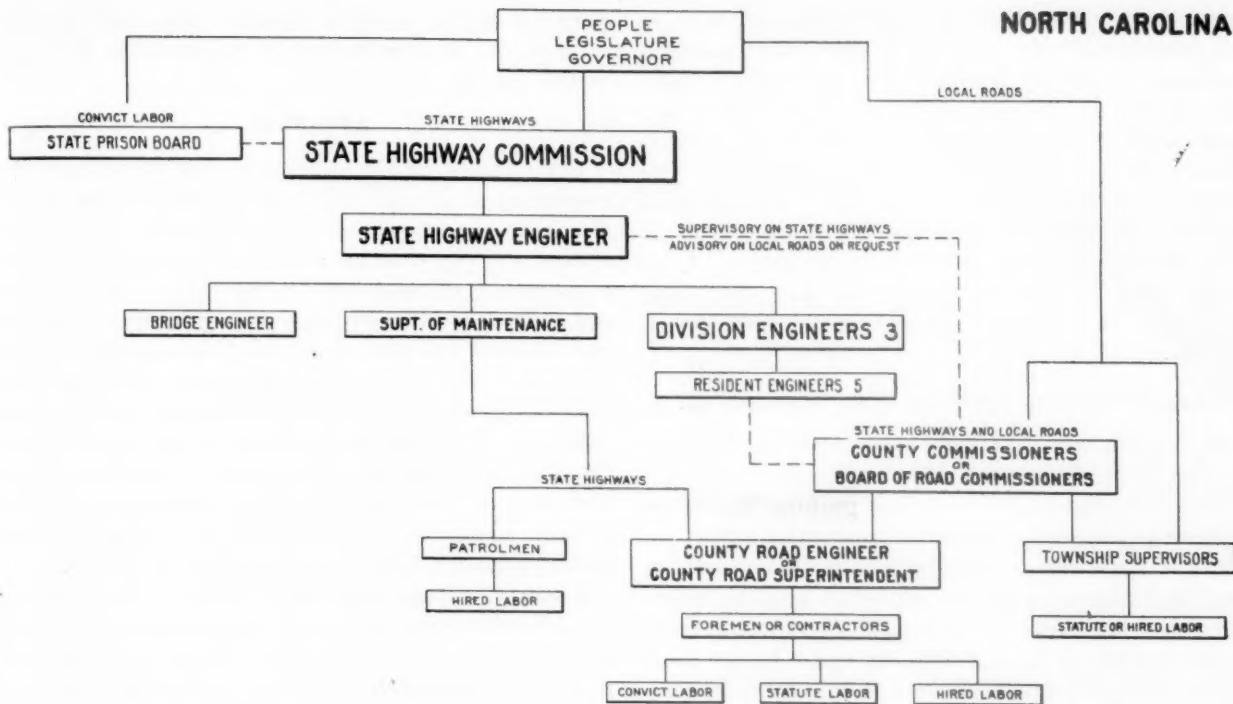 NORTH CAROLINA
PEOPLE
LEGISLATURE
GOVERNOR
LOCAL ROADS
CONVICT LABOR
STATE PRISON BOARD
STATE HIGHWAYS
STATE HIGHWAY COMMISSION
STATE HIGHWAY ENGINEER
SUPERVISORY ON STATE HIGHWAYS
ADVISORY ON LOCAL ROADS ON REQUEST
BRIDGE ENGINEER
SUPT. OF MAINTENANCE
DIVISION ENGINEERS 3
RESIDENT ENGINEERS 5
STATE HIGHWAYS AND LOCAL ROADS
COUNTY COMMISSIONERS
OR
BOARD OF ROAD COMMISSIONERS
STATE HIGHWAYS
PATROLMEN
HIRED LABOR
COUNTY ROAD ENGINEER
OR
COUNTY ROAD SUPERINTENDENT
TOWNSHIP SUPERVISORS
FOREMEN OR CONTRACTORS
STATUTE OR HIRED LABOR
CONVICT LABOR
STATUTE LABOR
HIRED LABOR